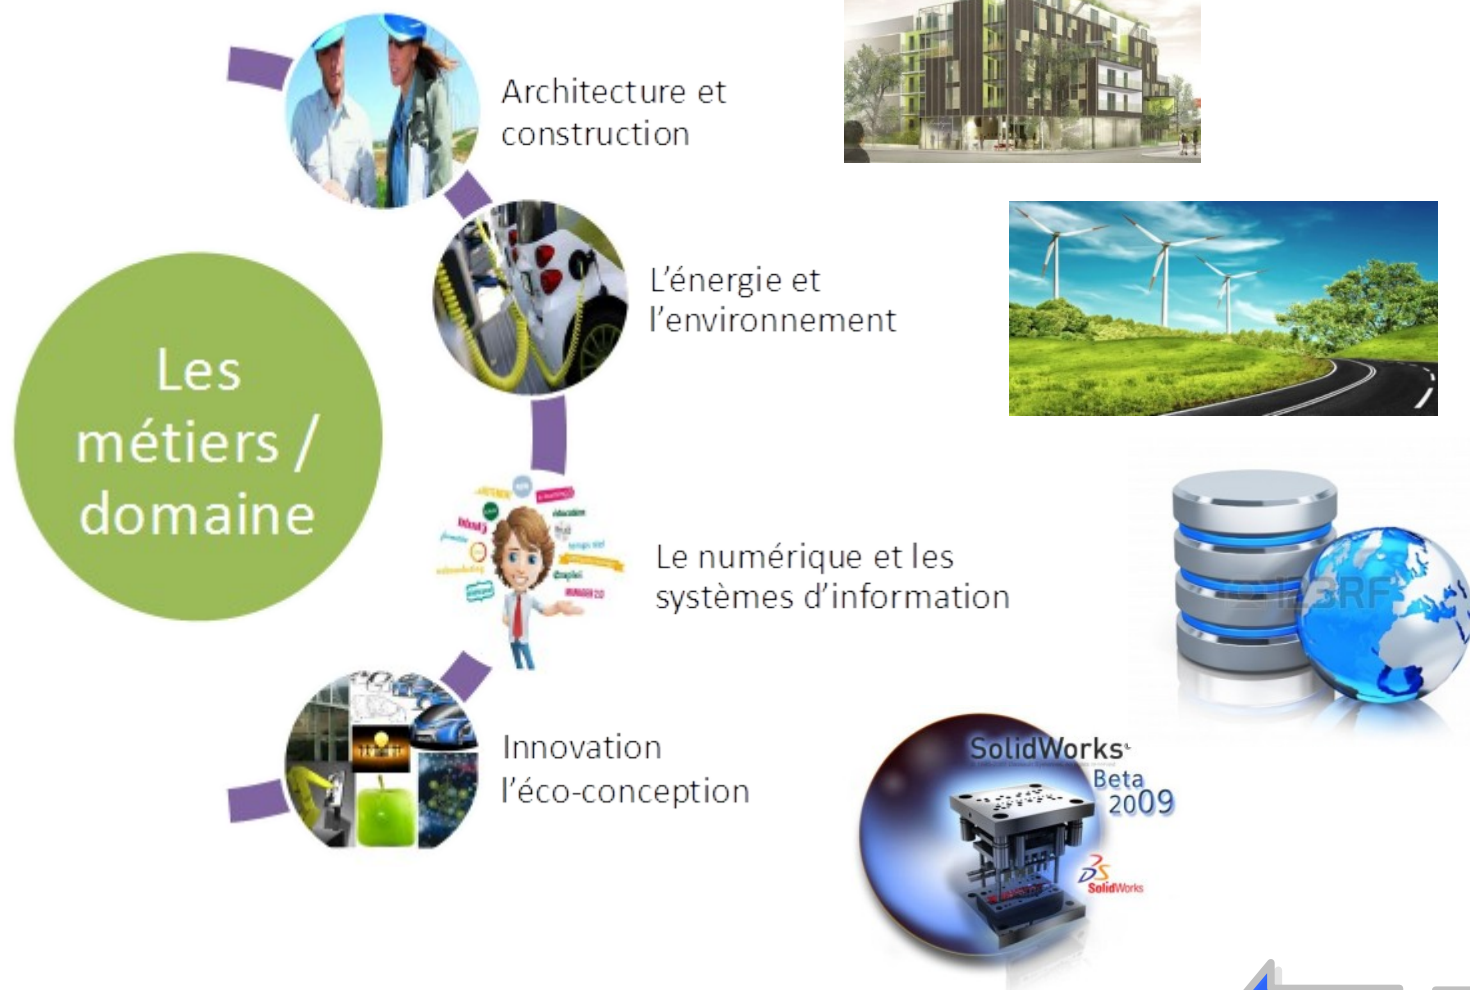 Architecture et
construction
L'énergie et
l'environnement
Les
métiers /
domaine
Le numérique et les
systèmes d'information
123RF
Innovation
l'éco-conception
SolidWorks
Beta
2009
SolidWorks